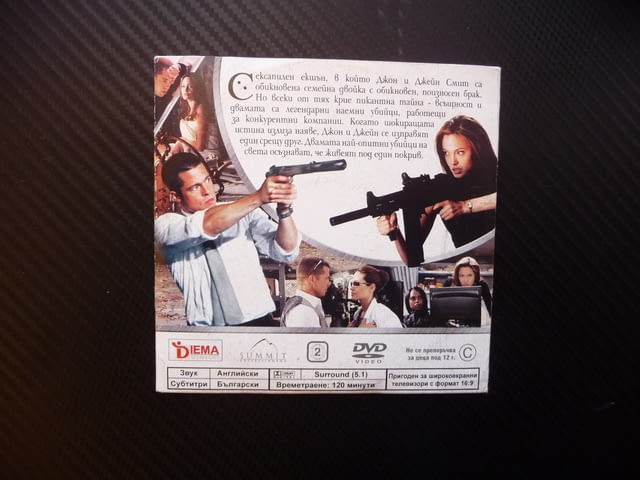 Сексапилен екшън, в който Джон и Джейн Смит са
обикновена семейна двойка с обикновен, поизносен брак.
Но всеки от тях крие пикантна тайна - всъщност и
двамата са легендарни наемни убийци, работещи
за конкурентни компании. Когато шокиращата
истина излиза наяве, Джон и Джейн се изправят
един срещу друг. Двамата най-опитни убийци на
света осъзнават, че живеят под един покрив.
DIEMA
SUMMIT
2
DVD
VIDEO
Не се препоръчва
за деца под 12 г.
C
Звук Английски Surround (5.1)
Субтитри Български Времетраене: 120 минути
Пригоден за широкоекранни
телевизори с формат 16:9